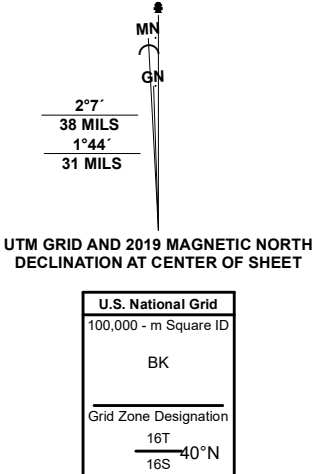 MN
GN
2°7´
38 MILS
1°44´
31 MILS
UTM GRID AND 2019 MAGNETIC NORTH
DECLINATION AT CENTER OF SHEET
U.S. National Grid
100,000 - m Square ID
BK
Grid Zone Designation
16T
40°N
16S